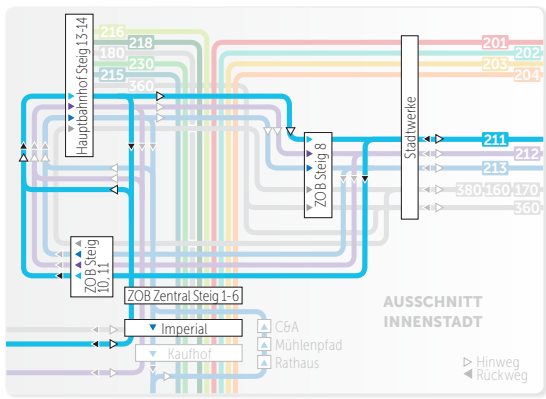 Hauptbahnhof Steig 13-14
216
218
180
230
215
360
201
202
203
204
Stadtwerke
ZOB Steig 8
211
212
213
380-160-170
360
ZOB Steig
10, 11
ZOB Zentral Steig 1-6
Imperial
Kaufhof
C&A
Mühlenpfad
Rathaus
AUSSCHNITT
INNENSTADT
Hinweg
Rückweg